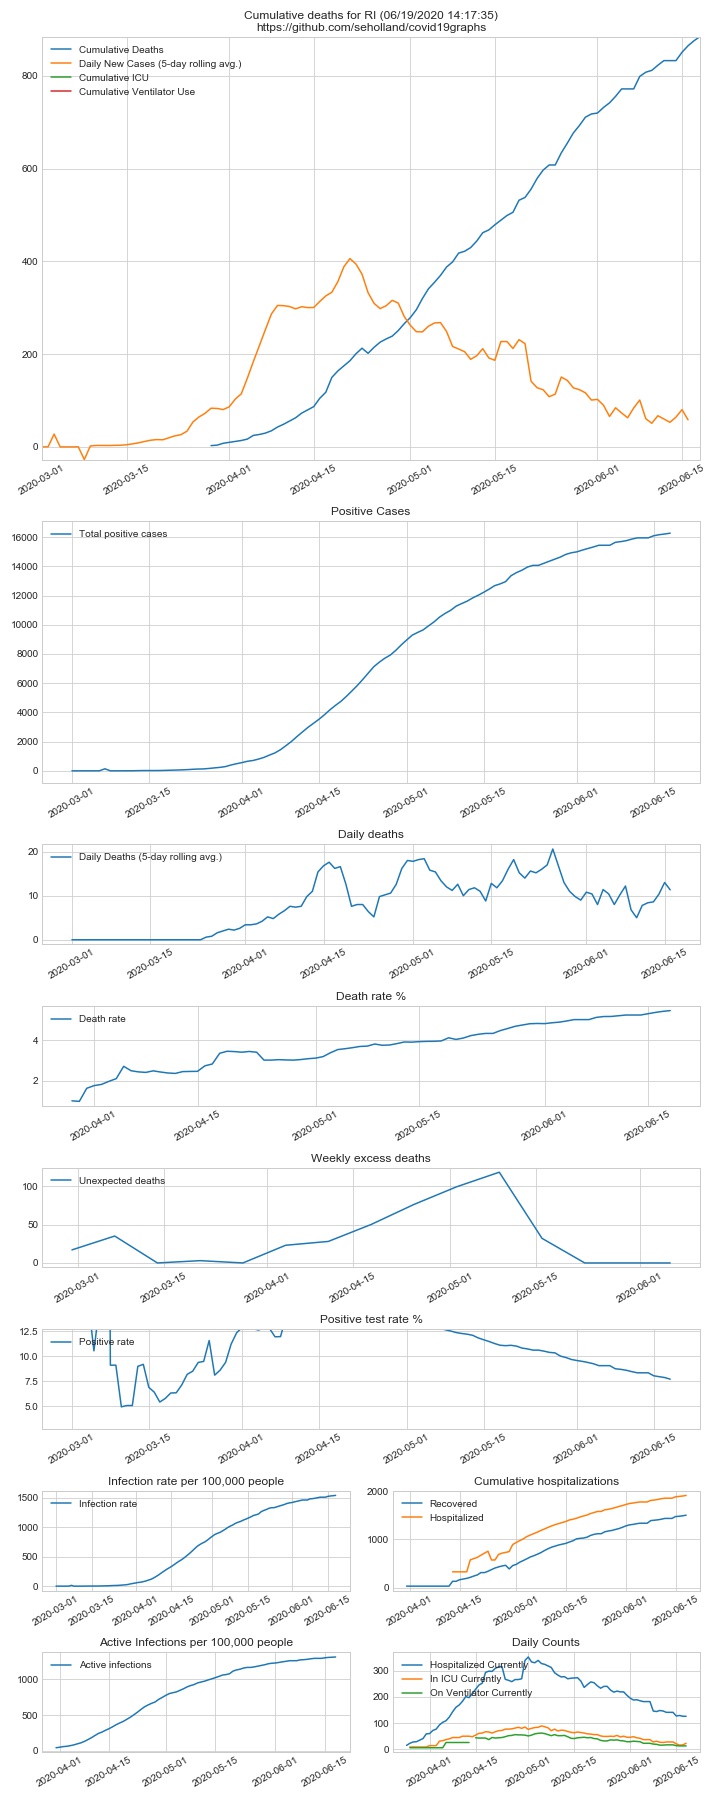 Cumulative deaths for RI (06/19/2020 14:17:35)
https://github.com/seholland/covid19graphs
Cumulative Deaths
Daily New Cases (5-day rolling avg.)
Cumulative ICU
Cumulative Ventilator Use
800
600
400
200
0
2020-03-01 2020-03-15 2020-04-01 2020-04-15 2020-05-01 2020-05-15 2020-06-01 2020-06-15
Positive Cases
Total positive cases
16000
14000
12000
10000
8000
6000
4000
2000
0
2020-03-01 2020-03-15 2020-04-01 2020-04-15 2020-05-01 2020-05-15 2020-06-01 2020-06-15
Daily deaths
Daily Deaths (5-day rolling avg.)
20
10
0
2020-03-01 2020-03-15 2020-04-01 2020-04-15 2020-05-01 2020-05-15 2020-06-01 2020-06-15
Death rate %
Death rate
4
2
2020-04-01 2020-04-15 2020-05-01 2020-05-15 2020-06-01 2020-06-15
Weekly excess deaths
Unexpected deaths
100
50
0
2020-03-01 2020-03-15 2020-04-01 2020-04-15 2020-05-01 2020-05-15 2020-06-01
Positive test rate %
Positive rate
12.5
10.0
7.5
5.0
2020-03-01 2020-03-15 2020-04-01 2020-04-15 2020-05-01 2020-05-15 2020-06-01 2020-06-15
Infection rate per 100,000 people
Infection rate
1500
1000
500
0
2020-03-01 2020-03-15 2020-04-01 2020-04-15 2020-05-01 2020-05-15 2020-06-01 2020-06-15
Cumulative hospitalizations
Recovered
Hospitalized
2000
1000
0
2020-04-01 2020-04-15 2020-05-01 2020-05-15 2020-06-01 2020-06-15
Active Infections per 100,000 people
Active infections
1000
500
0
2020-04-01 2020-04-15 2020-05-01 2020-05-15 2020-06-01 2020-06-15
Daily Counts
Hospitalized Currently
In ICU Currently
On Ventilator Currently
300
200
100
0
2020-04-01 2020-04-15 2020-05-01 2020-05-15 2020-06-01 2020-06-15